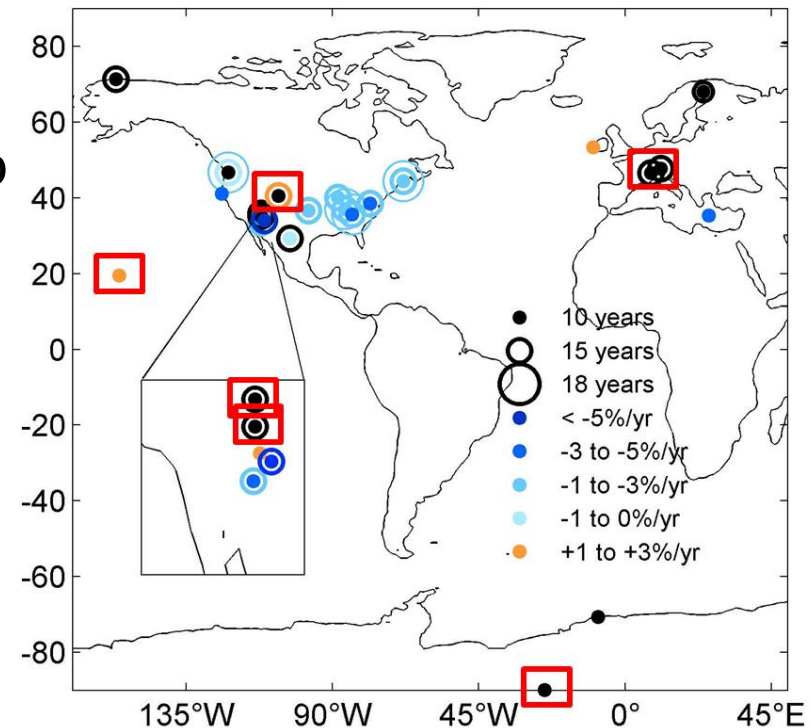 80
60
40
20
0
-20
-40
-60
-80
10 years
15 years
18 years
< -5%/yr
-3 to -5%/yr
-1 to -3%/yr
-1 to 0%/yr
+1 to +3%/yr
135°W 90°W 45°W 0° 45°E